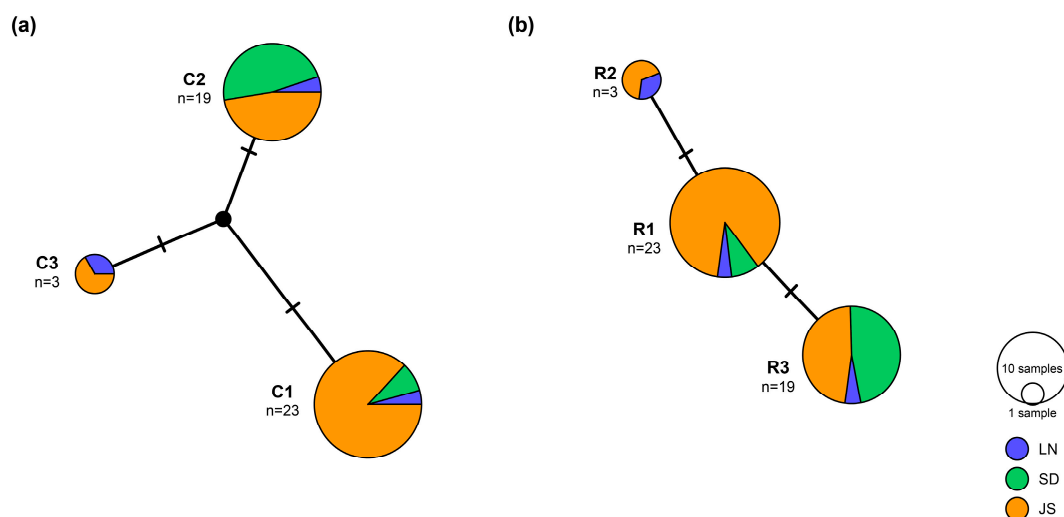 (a)
C2
n=19
C3
n=3
C1
n=23
(b)
R2
n=3
R1
n=23
R3
n=19
10 samples
1 sample
LN
SD
JS